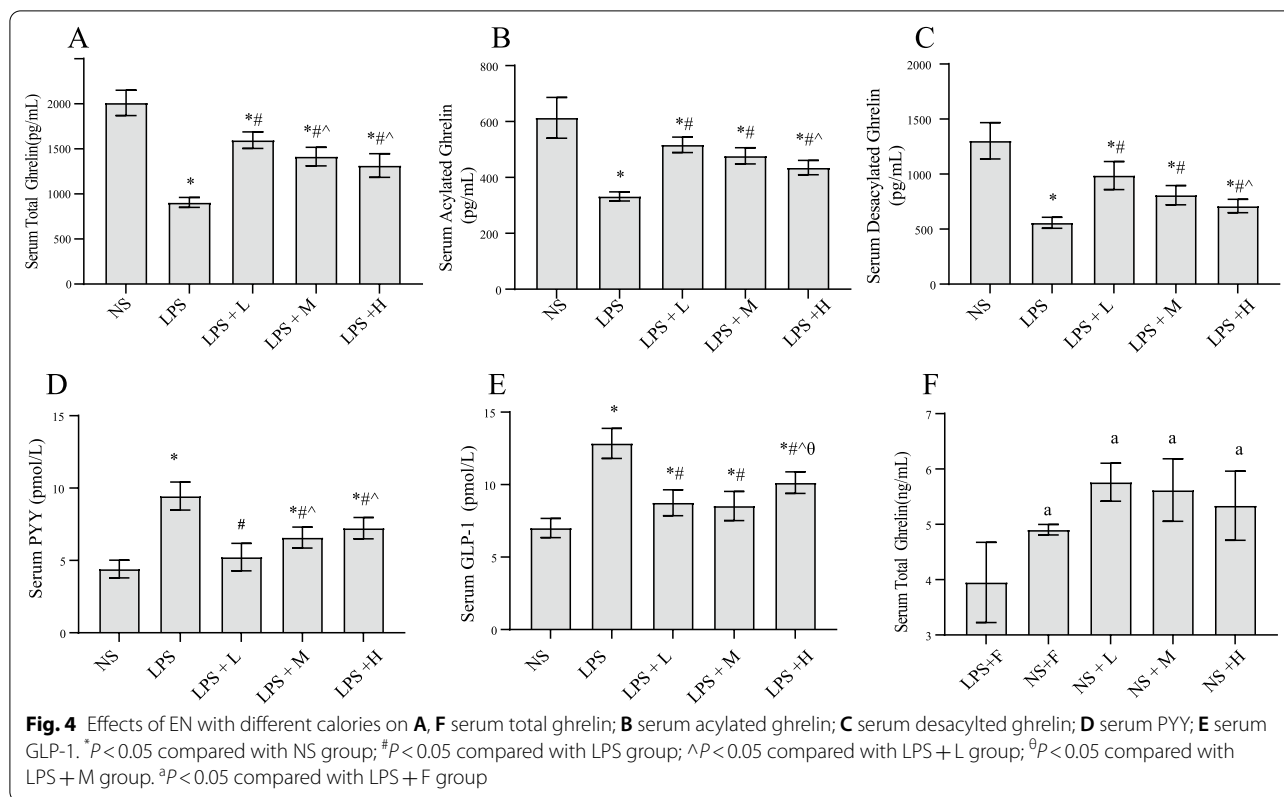 A
Serum Total Ghrelin(pg/mL)
2000
1500
1000
500
0
*
*#
*#^
*#^
NS
LPS
LPS + L
LPS + M
LPS +H
B
Serum Acylated Ghrelin
(pg/mL)
800
600
400
200
0
*
*#
*#
*#^
NS
LPS
LPS + L
LPS + M
LPS +H
C
Serum Desacylated Ghrelin
(pg/mL)
2000
1500
1000
500
0
*
*#
*#
*#^
NS
LPS
LPS + L
LPS + M
LPS +H
D
Serum PYY (pmol/L)
15
10
5
0
*
#
*#^
*#^
NS
LPS
LPS + L
LPS + M
LPS +H
E
Serum GLP-1 (pmol/L)
15
10
5
0
*
*#
*#
*#^θ
NS
LPS
LPS + L
LPS + M
LPS +H
F
Serum Total Ghrelin(ng/mL)
7
6
5
4
3
a
a
a
a
LPS+F
NS+F
NS + L
NS + M
NS +H
Fig. 4 Effects of EN with different calories on A, F serum total ghrelin; B serum acylated ghrelin; C serum desacylted ghrelin; D serum PYY; E serum
GLP-1. *P < 0.05 compared with NS group; #P < 0.05 compared with LPS group; ^P < 0.05 compared with LPS + L group; θP < 0.05 compared with
LPS + M group. aP < 0.05 compared with LPS + F group